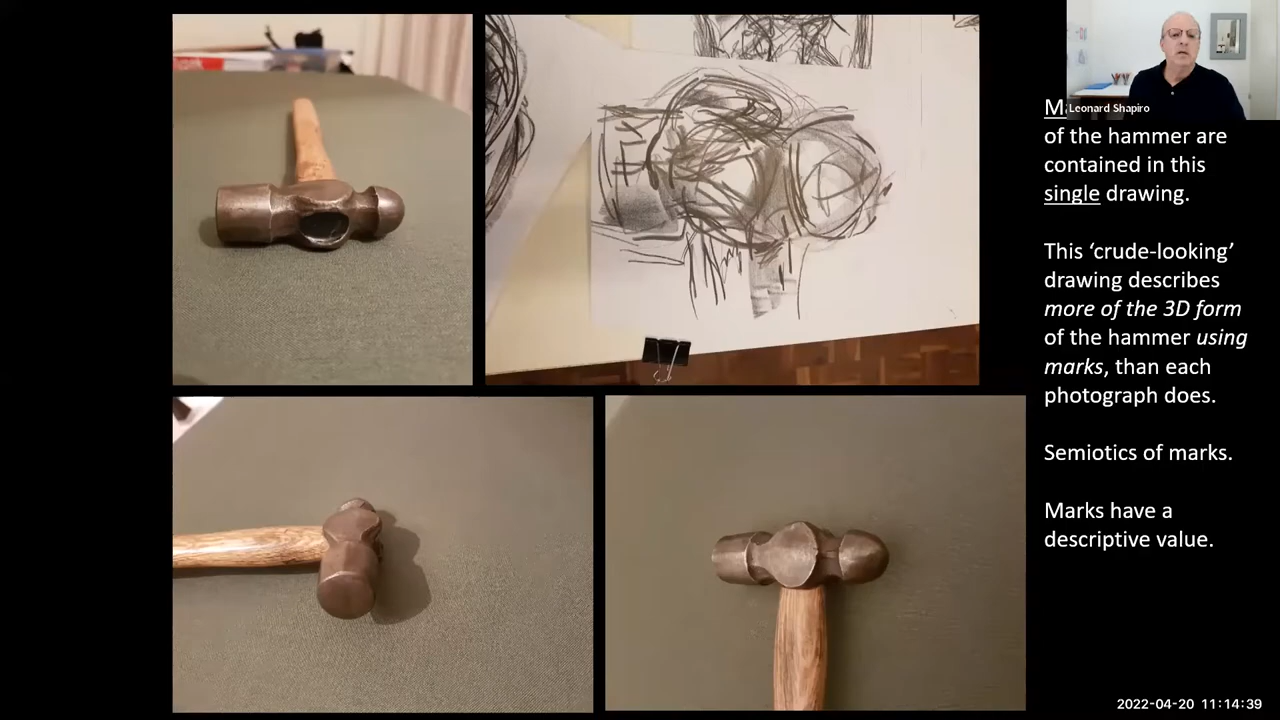 Leonard Shapiro
of the hammer are
contained in this
single drawing.
This ‘crude-looking’
drawing describes
more of the 3D form
of the hammer using
marks, than each
photograph does.
Semiotics of marks.
Marks have a
descriptive value.
2022-04-20 11:14:39